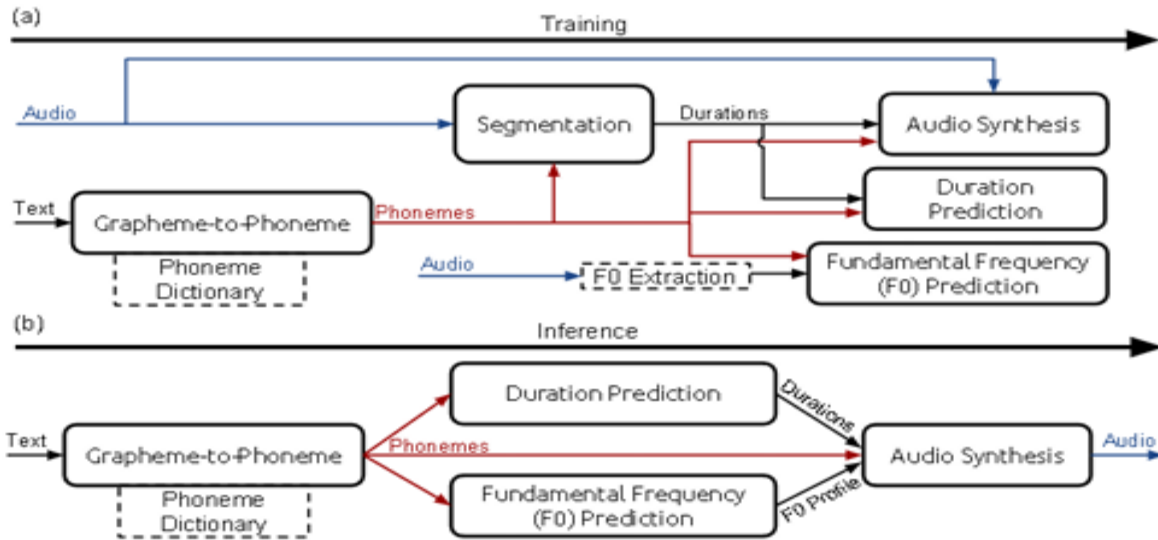 (a)
Training
Audio
Segmentation
Durations
Audio Synthesis
Text
Grapheme-to-Phoneme
Phonemes
Duration
Prediction
Phoneme
Dictionary
Audio
F0 Extraction
Fundamental Frequency
(F0) Prediction
(b)
Inference
Duration Prediction
Durations
Text
Grapheme-to-Phoneme
Phonemes
Audio Synthesis
Audio
Phoneme
Dictionary
Fundamental Frequency
(F0) Prediction
F0 Profile